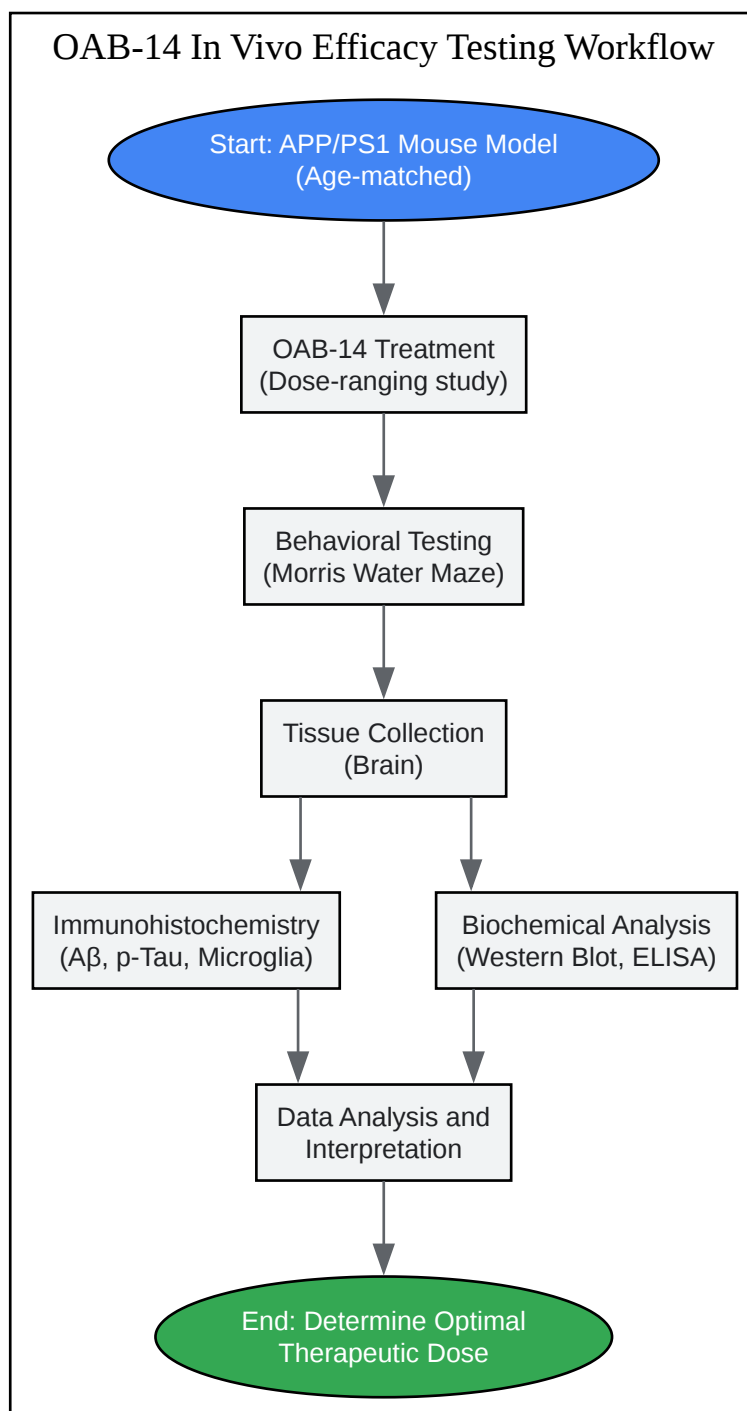 OAB-14 In Vivo Efficacy Testing Workflow
Start: APP/PS1 Mouse Model
(Age-matched)
OAB-14 Treatment
(Dose-ranging study)
Behavioral Testing
(Morris Water Maze)
Tissue Collection
(Brain)
Immunohistochemistry
(Aβ, p-Tau, Microglia)
Biochemical Analysis
(Western Blot, ELISA)
Data Analysis and
Interpretation
End: Determine Optimal
Therapeutic Dose